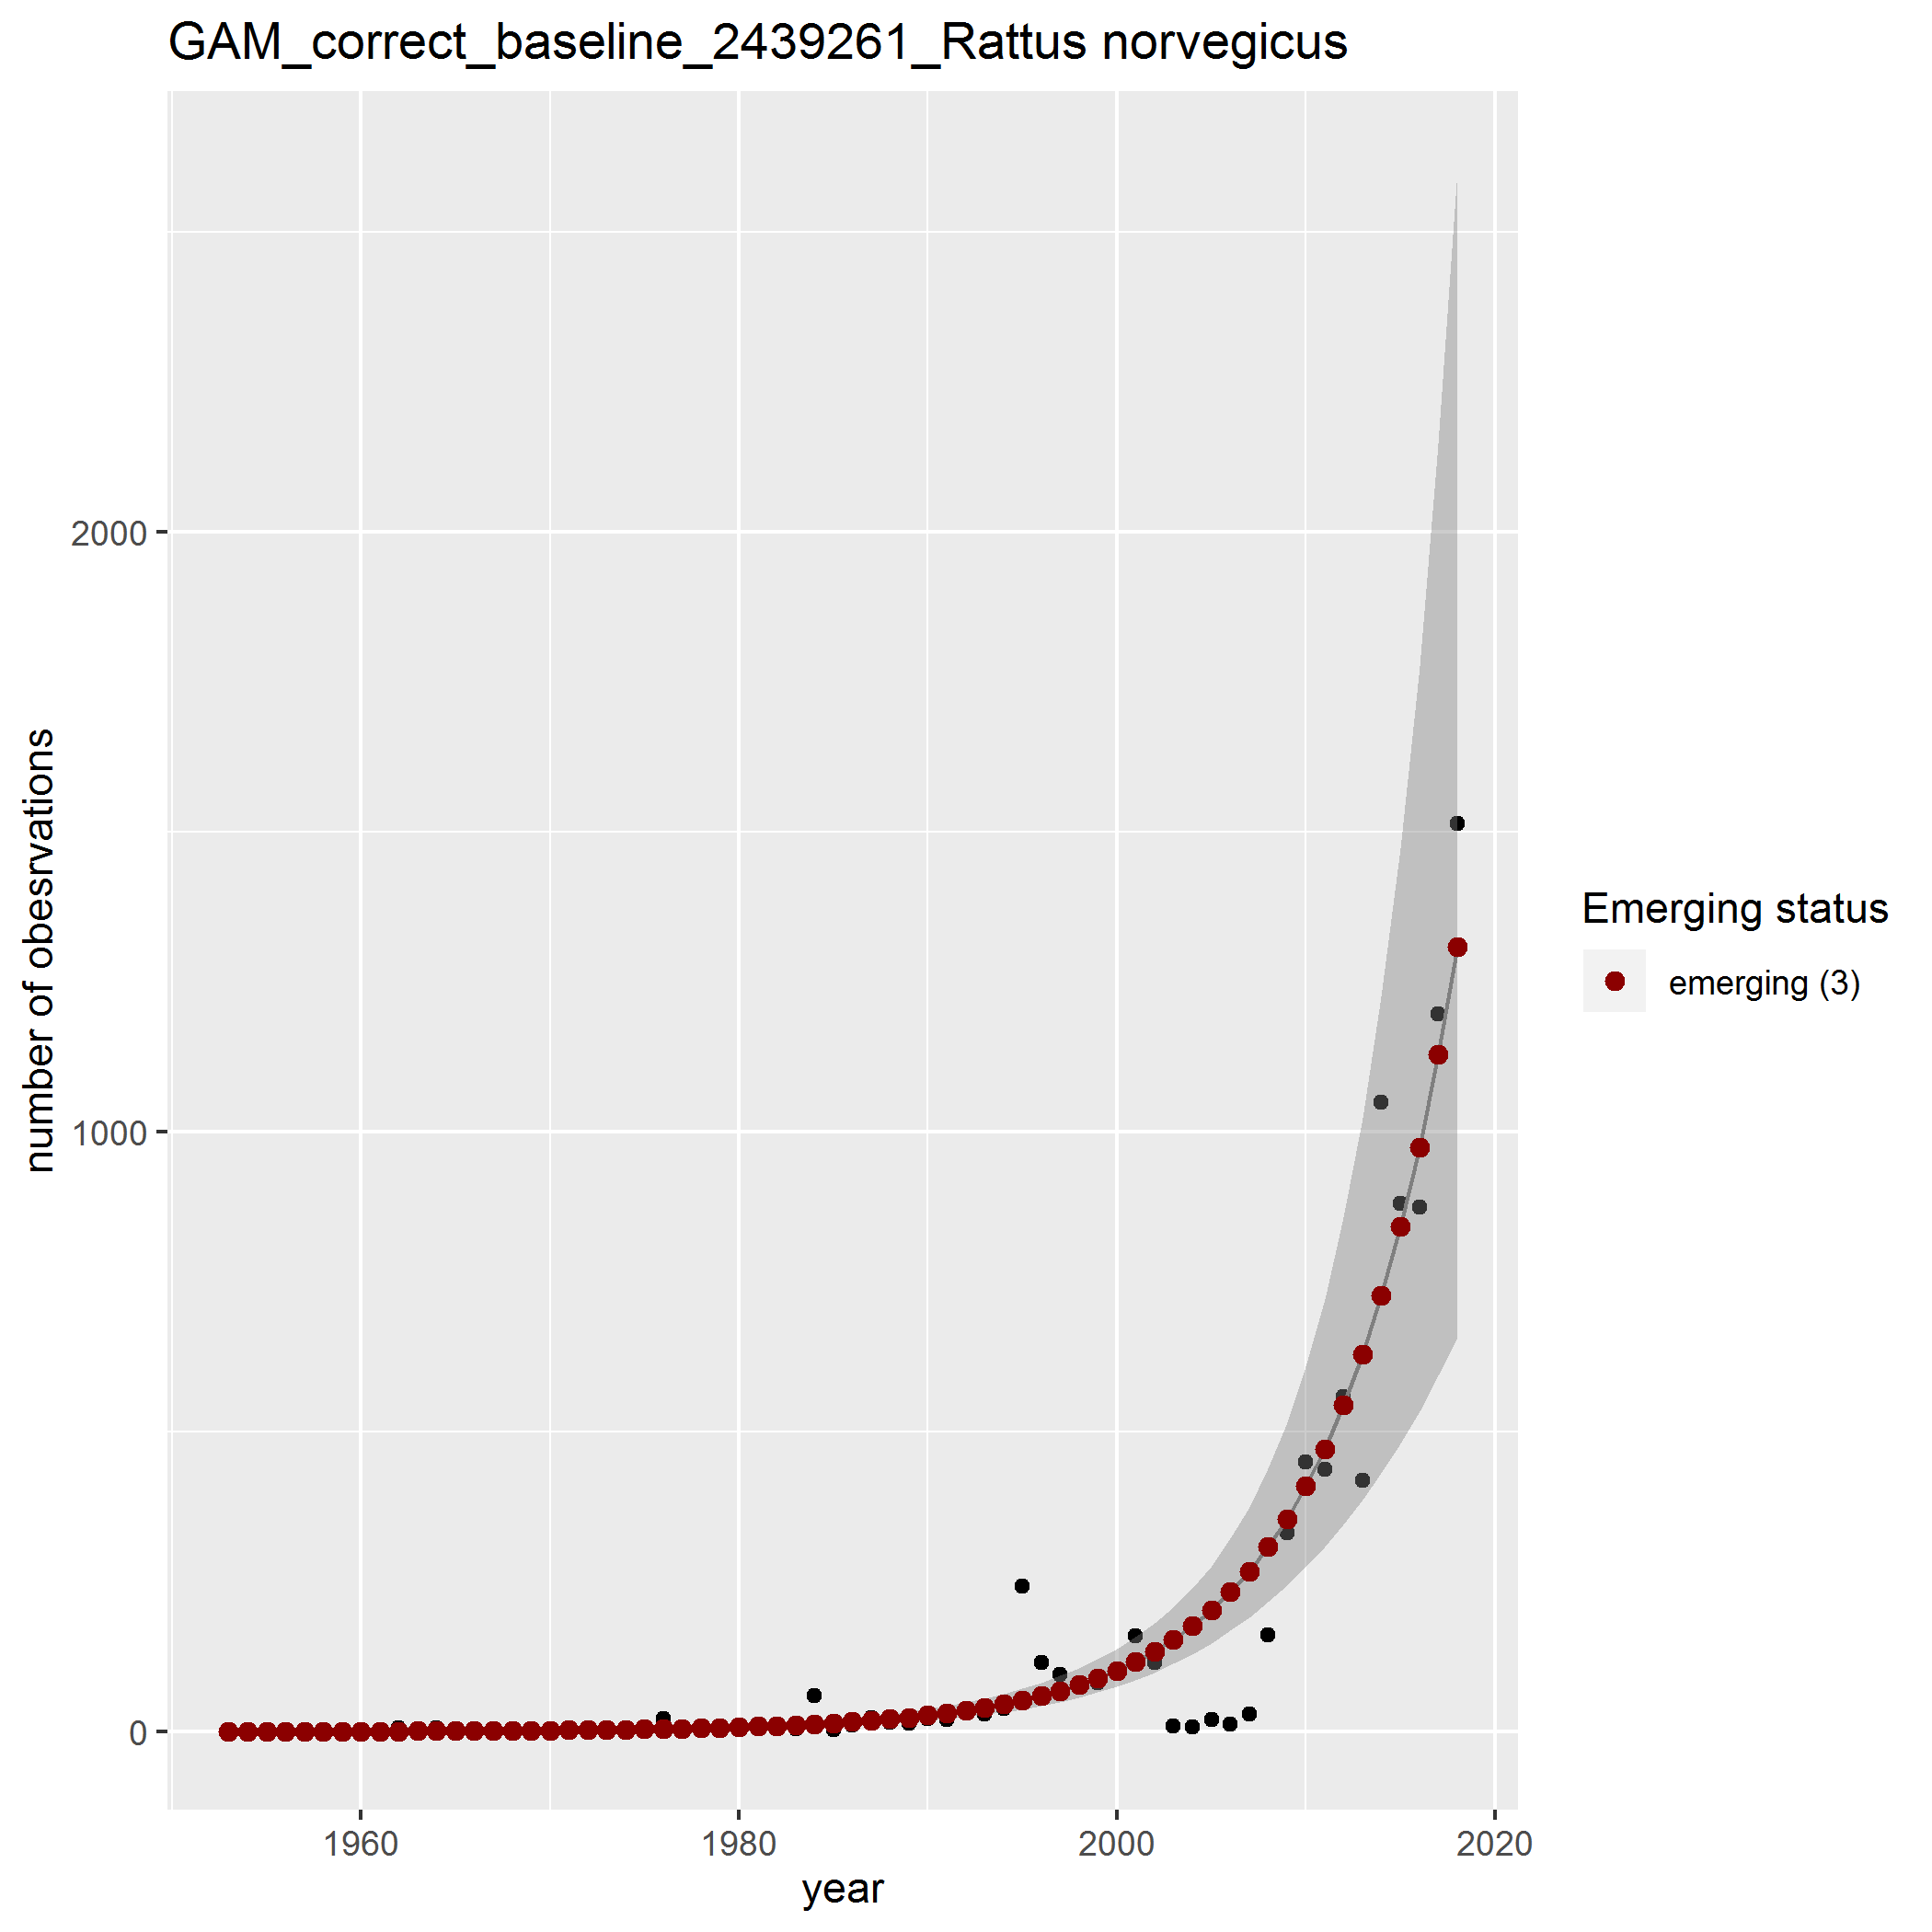 GAM_correct_baseline_2439261_Rattus norvegicus
number of obesrvations
2000
1000
0
1960
1980
2000
2020
year
Emerging status
emerging (3)